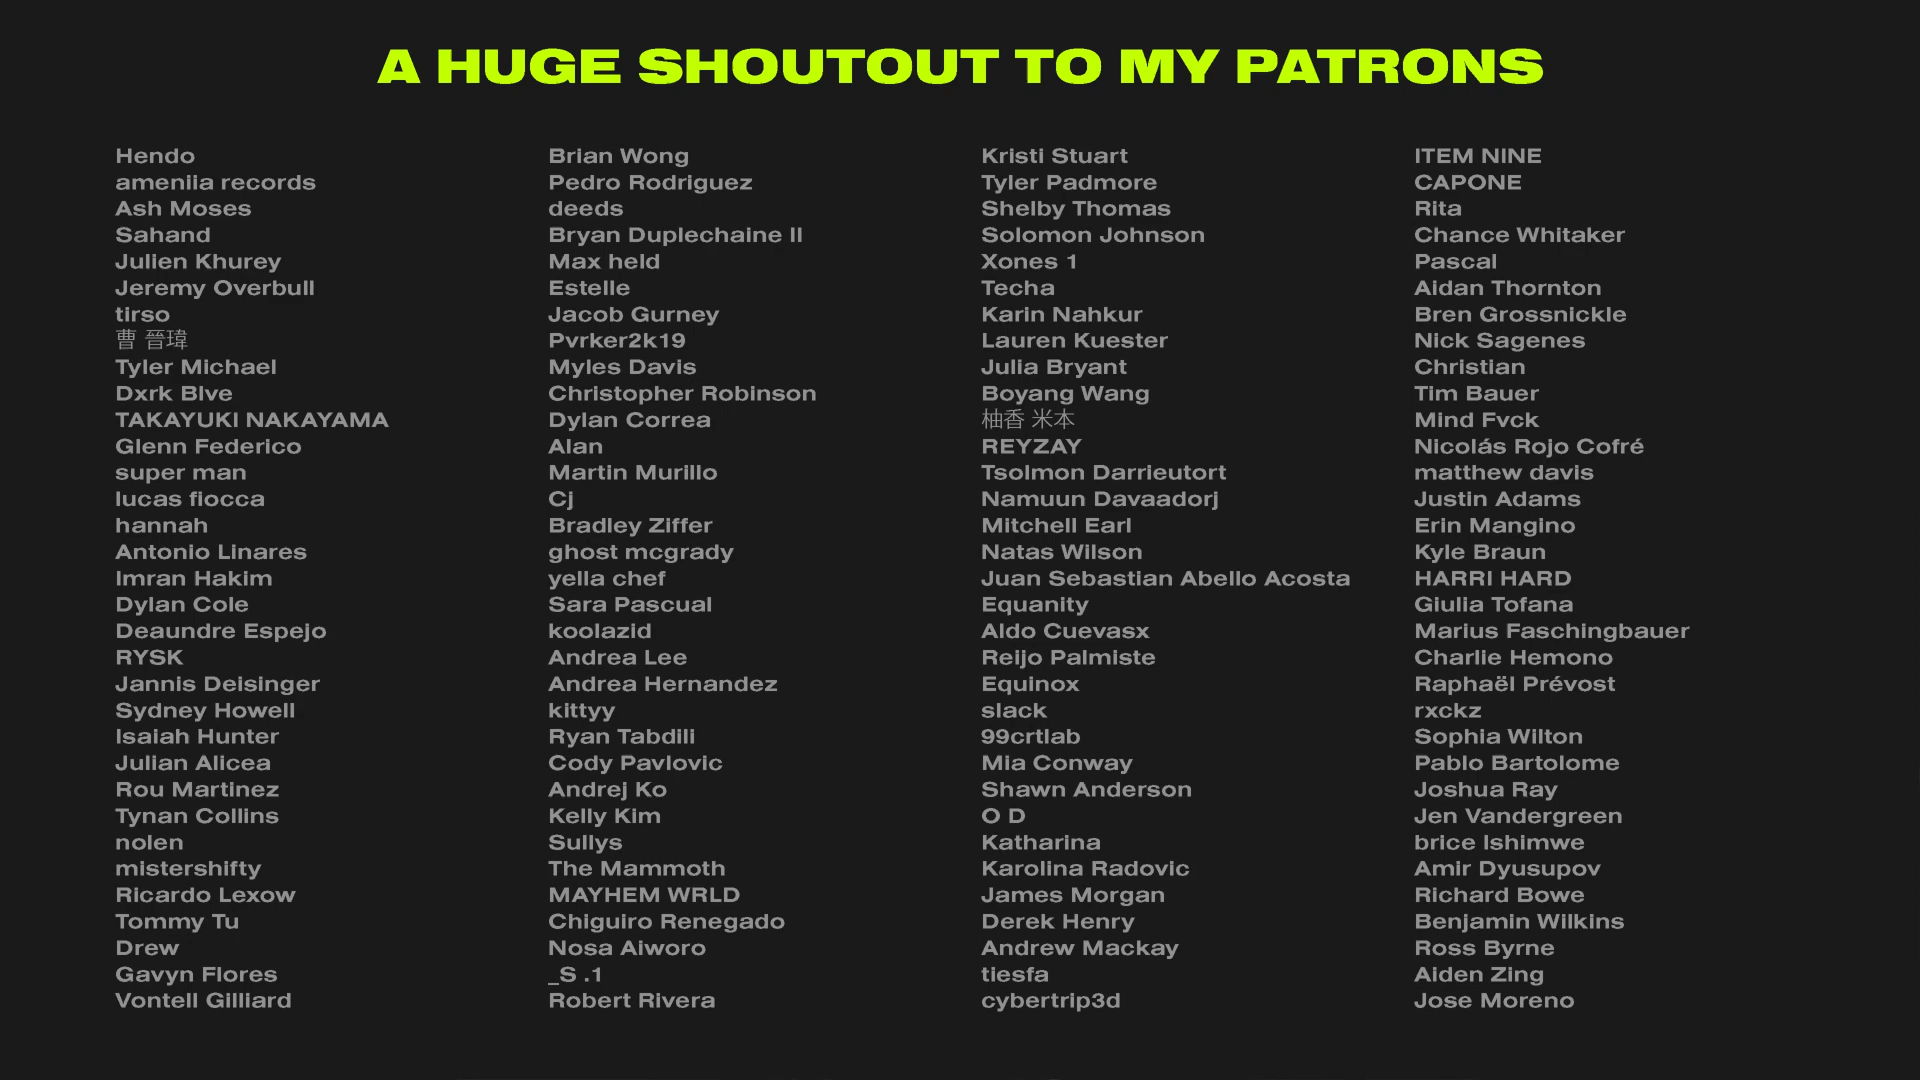 A HUGE SHOUTOUT TO MY PATRONS
Hendo
ameniia records
Ash Moses
Sahand
Julien Khurey
Jeremy Overbull
tirso
曹 晉瑋
Tyler Michael
Dxrk Blve
TAKAYUKI NAKAYAMA
Glenn Federico
super man
lucas fiocca
hannah
Antonio Linares
Imran Hakim
Dylan Cole
Deaundre Espejo
RYSK
Jannis Deisinger
Sydney Howell
Isaiah Hunter
Julian Alicea
Rou Martinez
Tynan Collins
nolen
mistershifty
Ricardo Lexow
Tommy Tu
Drew
Gavyn Flores
Vontell Gilliard
Brian Wong
Pedro Rodriguez
deeds
Bryan Duplechaine II
Max held
Estelle
Jacob Gurney
Pvrker2k19
Myles Davis
Christopher Robinson
Dylan Correa
Alan
Martin Murillo
Cj
Bradley Ziffer
ghost mcgrady
yella chef
Sara Pascual
koolazid
Andrea Lee
Andrea Hernandez
kittyy
Ryan Tabdili
Cody Pavlovic
Andrej Ko
Kelly Kim
Sullys
The Mammoth
MAYHEM WRLD
Chiguiro Renegado
Nosa Aiworo
_S .1
Robert Rivera
Kristi Stuart
Tyler Padmore
Shelby Thomas
Solomon Johnson
Xones 1
Techa
Karin Nahkur
Lauren Kuester
Julia Bryant
Boyang Wang
柚香 米本
REYZAY
Tsolmon Darrieutort
Namuun Davaadorj
Mitchell Earl
Natas Wilson
Juan Sebastian Abello Acosta
Equanity
Aldo Cuevasx
Reijo Palmiste
Equinox
slack
99crtlab
Mia Conway
Shawn Anderson
O D
Katharina
Karolina Radovic
James Morgan
Derek Henry
Andrew Mackay
tiesfa
cybertrip3d
ITEM NINE
CAPONE
Rita
Chance Whitaker
Pascal
Aidan Thornton
Bren Grossnickle
Nick Sagenes
Christian
Tim Bauer
Mind Fvck
Nicolás Rojo Cofré
matthew davis
Justin Adams
Erin Mangino
Kyle Braun
HARRI HARD
Giulia Tofana
Marius Faschingbauer
Charlie Hemono
Raphaël Prévost
rxckz
Sophia Wilton
Pablo Bartolome
Joshua Ray
Jen Vandergreen
brice Ishimwe
Amir Dyusupov
Richard Bowe
Benjamin Wilkins
Ross Byrne
Aiden Zing
Jose Moreno